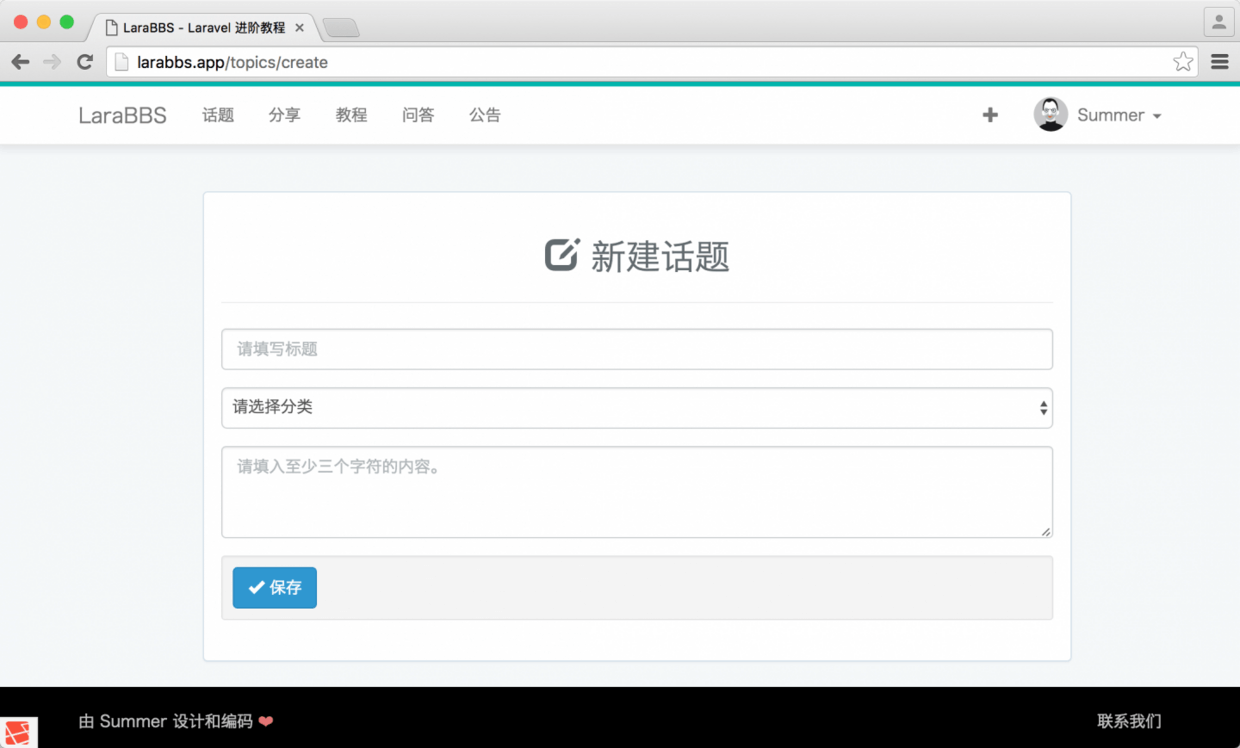 LaraBBS - Laravel 进阶教程
larabbs.app/topics/create
LaraBBS 话题 分享 教程 问答 公告 Summer
新建话题
请填写标题
请选择分类
请填入至少三个字符的内容。
保存
由 Summer 设计和编码 ❤ 联系我们